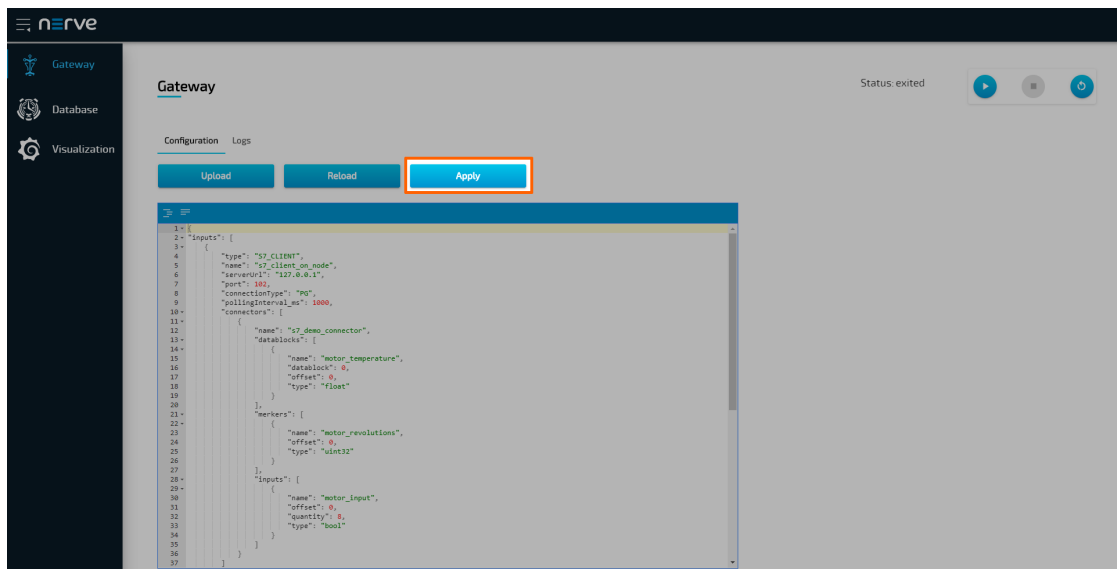 nerve
Gateway
Database
Visualization
Gateway
Status: exited
Configuration Logs
Upload Reload Apply
1 {
2 "inputs": [
3 {
4 "type": "S7_CLIENT",
5 "name": "s7_client_on_node",
6 "serverUrl": "127.0.0.1",
7 "port": 102,
8 "connectionType": "PG",
9 "pollingInterval_ms": 1000,
10 "connectors": [
11 {
12 "name": "s7_demo_connector",
13 "datablocks": [
14 {
15 "name": "motor_temperature",
16 "datablock": 0,
17 "offset": 0,
18 "type": "float"
19 }
20 ],
21 "merkers": [
22 {
23 "name": "motor_revolutions",
24 "offset": 0,
25 "type": "uint32"
26 }
27 ],
28 "inputs": [
29 {
30 "name": "motor_input",
31 "offset": 0,
32 "quantity": 8,
33 "type": "bool"
34 }
35 ]
36 }
37 ]